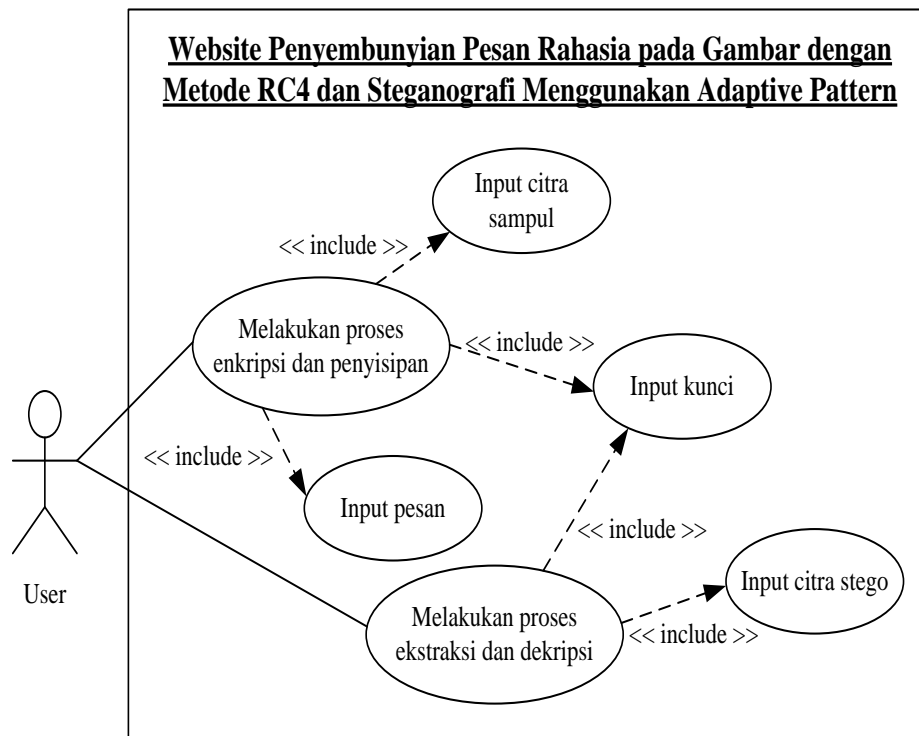 Website Penyembunyian Pesan Rahasia pada Gambar dengan
Metode RC4 dan Steganografi Menggunakan Adaptive Pattern
Input citra
sampul
<< include >>
Melakukan proses
enkripsi dan penyisipan
<< include >>
Input kunci
<< include >>
Input pesan
<< include >>
User
Melakukan proses
ekstraksi dan dekripsi
<< include >>
Input citra stego